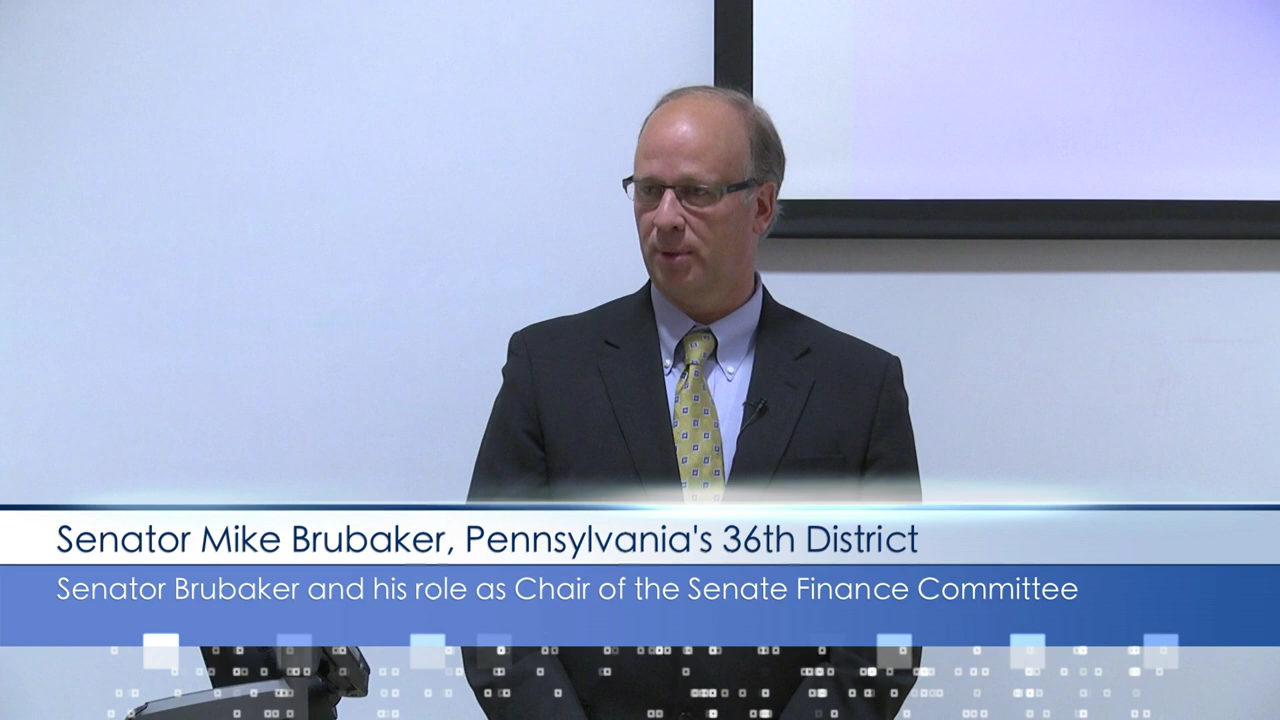 Senator Mike Brubaker, Pennsylvania's 36th District
Senator Brubaker and his role as Chair of the Senate Finance Committee